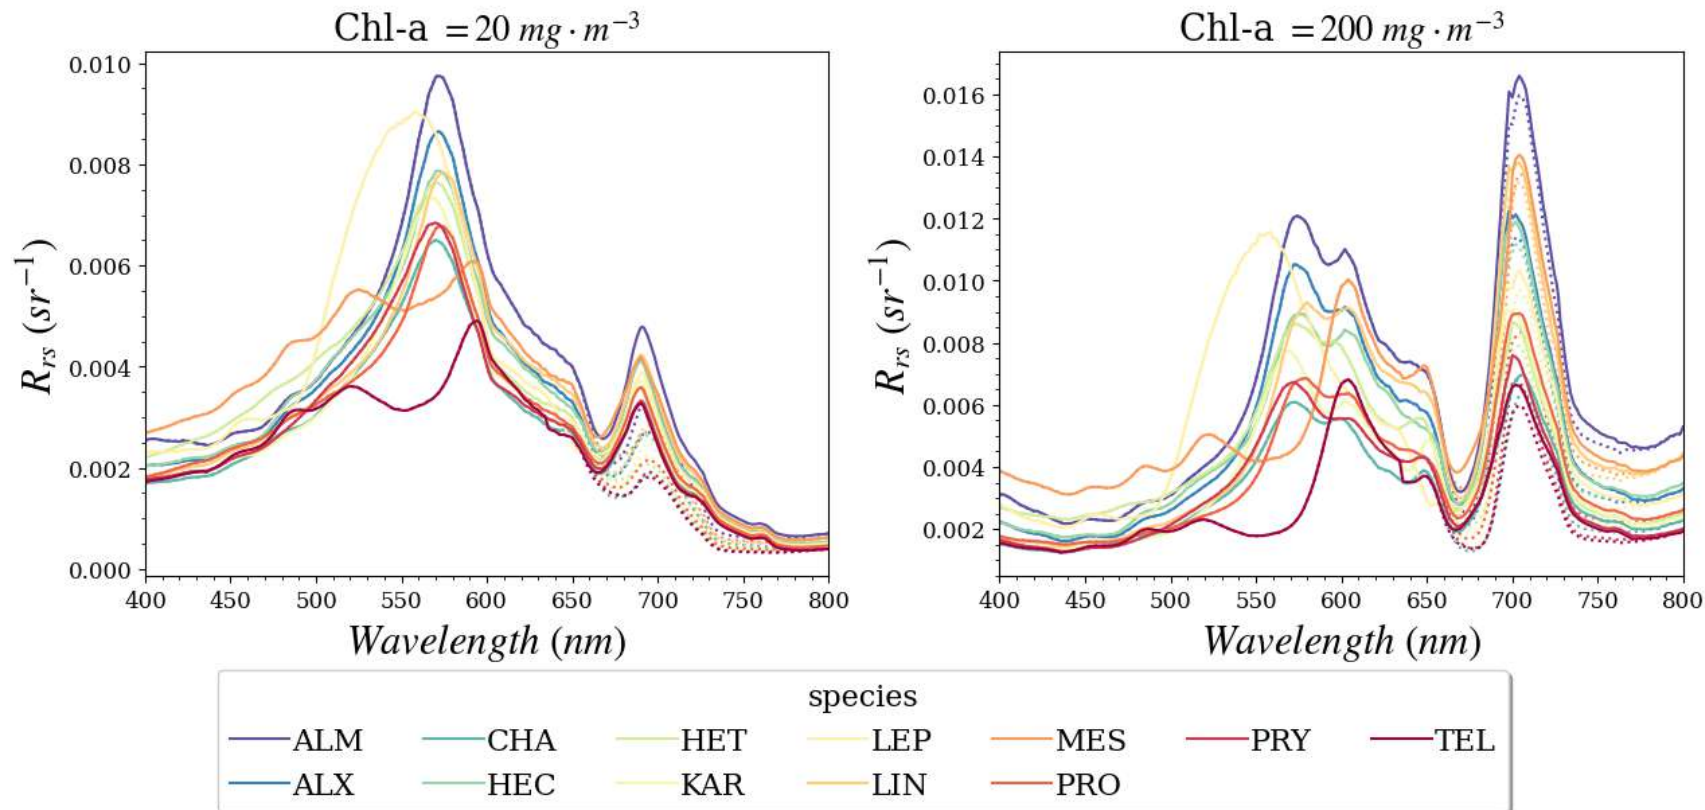 Chl-a = 20 mg · m⁻³
Chl-a = 200 mg · m⁻³
R_rs (sr⁻¹)
0.010
0.008
0.006
0.004
0.002
0.000
400 450 500 550 600 650 700 750 800
Wavelength (nm)
R_rs (sr⁻¹)
0.016
0.014
0.012
0.010
0.008
0.006
0.004
0.002
400 450 500 550 600 650 700 750 800
Wavelength (nm)
species
ALM CHA HET LEP MES PRY TEL
ALX HEC KAR LIN PRO